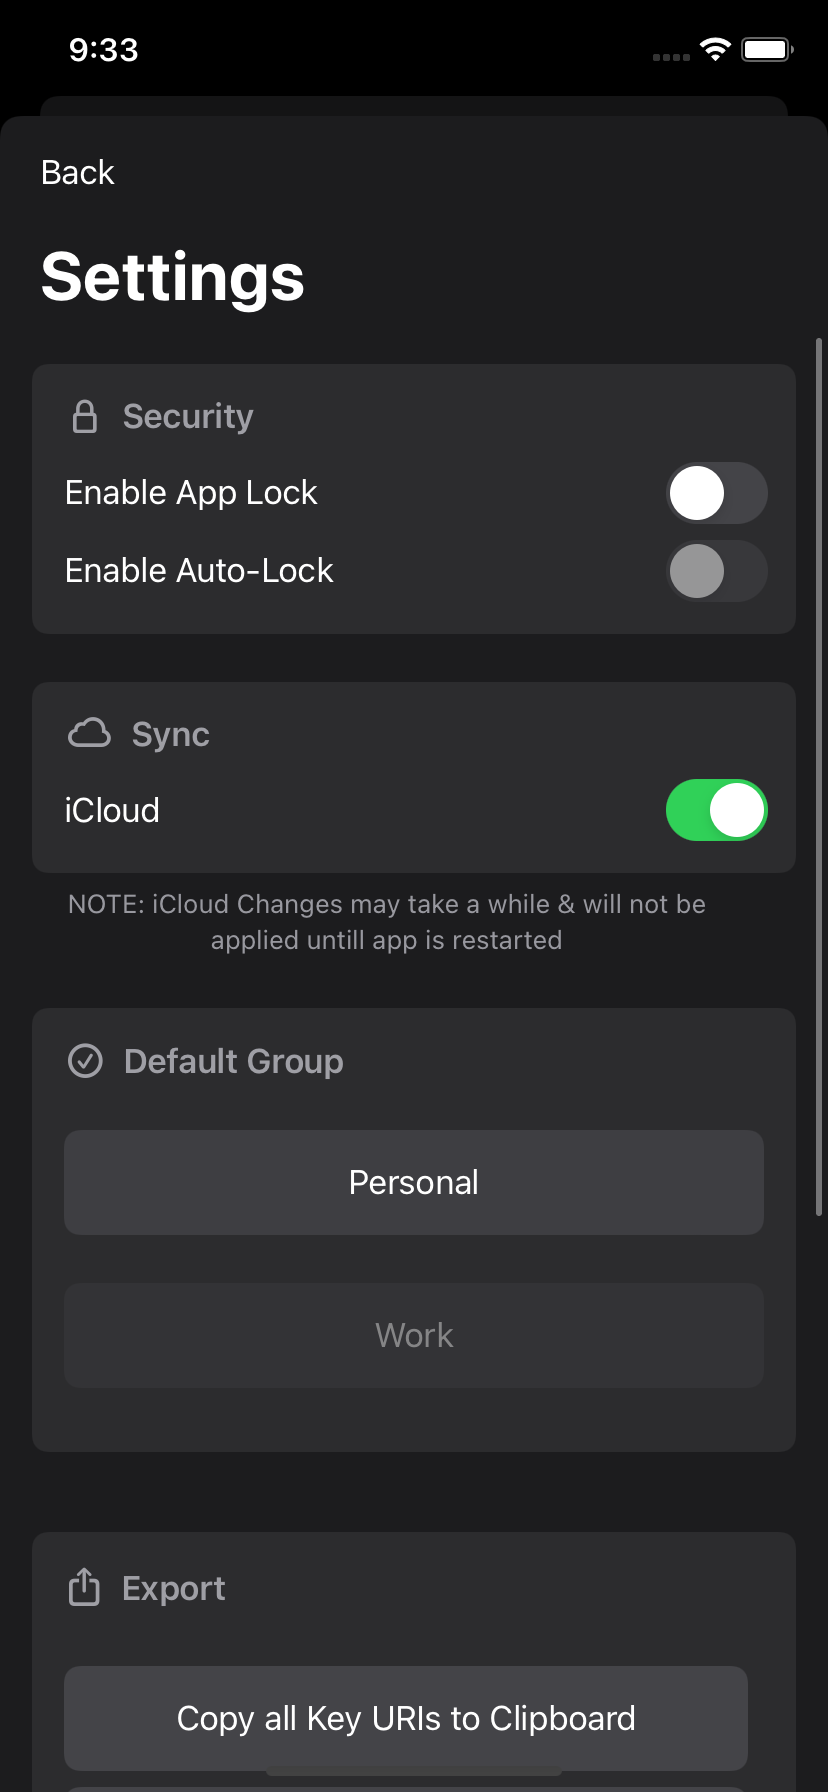 9:33
Back
Settings
Security
Enable App Lock
Enable Auto-Lock
Sync
iCloud
NOTE: iCloud Changes may take a while & will not be
applied untill app is restarted
Default Group
Personal
Work
Export
Copy all Key URIs to Clipboard